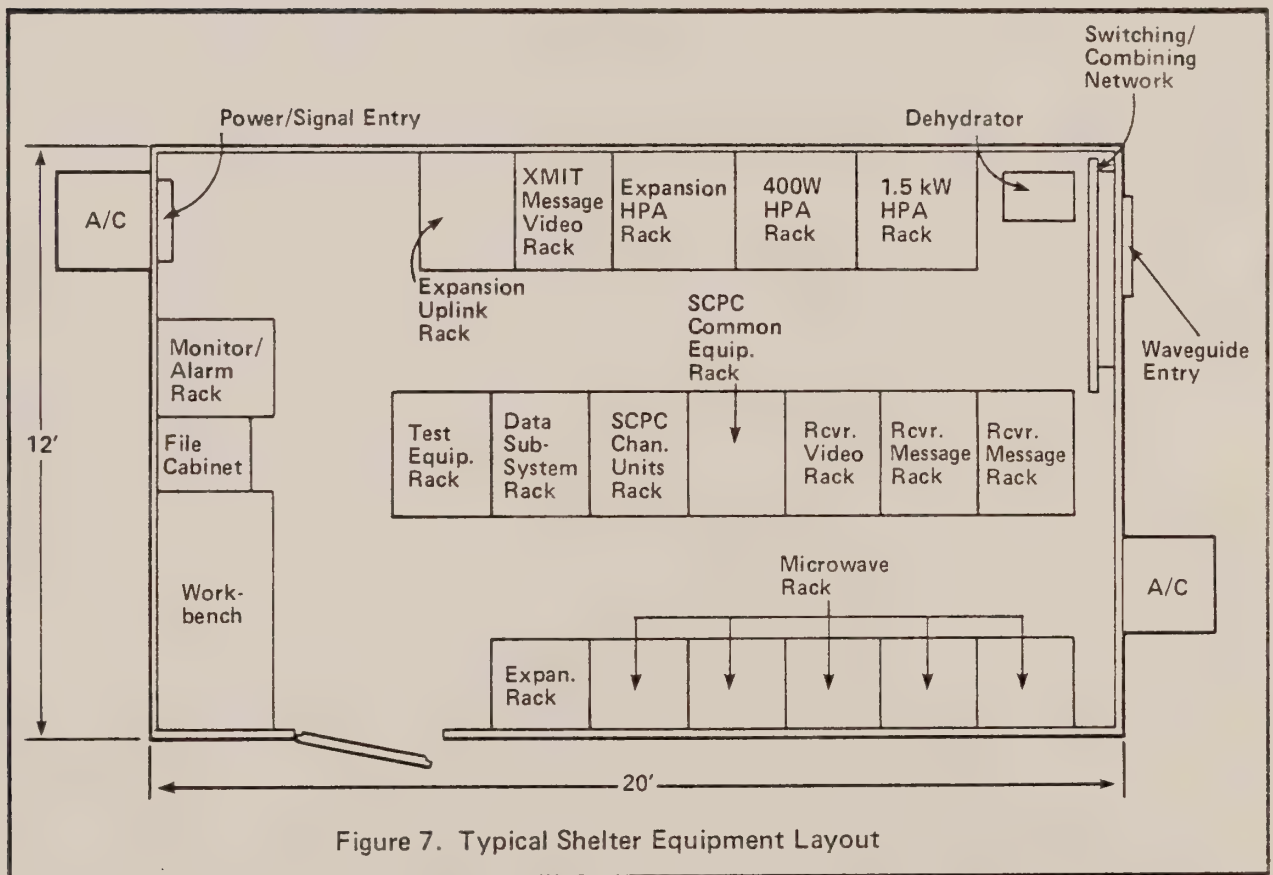 Switching/
Combining
Network
Power/Signal Entry
Dehydrator
A/C
XMIT
Message
Video
Rack
Expansion
HPA
Rack
400W
HPA
Rack
1.5 kW
HPA
Rack
Expansion
Uplink
Rack
SCPC
Common
Equip.
Rack
Waveguide
Entry
Monitor/
Alarm
Rack
12'
File
Cabinet
Test
Equip.
Rack
Data
Sub-
System
Rack
SCPC
Chan.
Units
Rack
Rcvr.
Video
Rack
Rcvr.
Message
Rack
Rcvr.
Message
Rack
Work-
bench
Microwave
Rack
A/C
Expan.
Rack
20'
Figure 7. Typical Shelter Equipment Layout